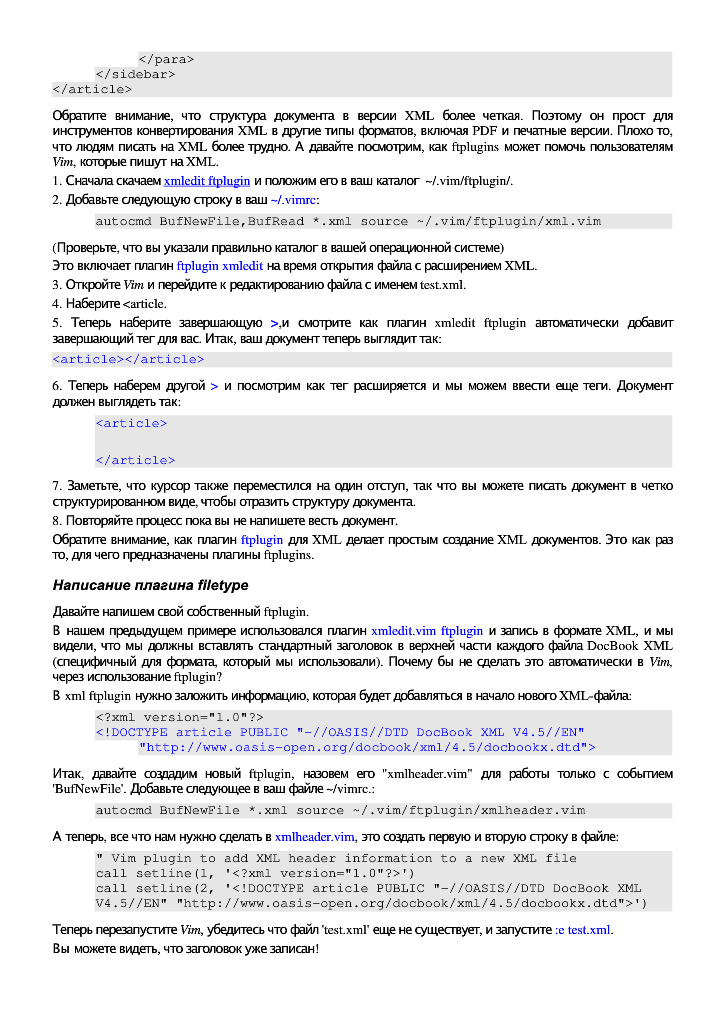 </para>
</sidebar>
</article>
Обратите внимание, что структура документа в версии XML более четкая. Поэтому он прост для
инструментов конвертирования XML в другие типы форматов, включая PDF и печатные версии. Плохо то,
что людям писать на XML более трудно. А давайте посмотрим, как ftplugins может помочь пользователям
Vim, которые пишут на XML.
1. Сначала скачаем xmledit ftplugin и положим его в ваш каталог ~/.vim/ftplugin/.
2. Добавьте следующую строку в ваш ~/.vimrc:
autocmd BufNewFile,BufRead *.xml source ~/.vim/ftplugin/xml.vim
(Проверьте, что вы указали правильно каталог в вашей операционной системе)
Это включает плагин ftplugin xmledit на время открытия файла с расширением XML.
3. Откройте Vim и перейдите к редактированию файла с именем test.xml.
4. Наберите <article.
5. Теперь наберите завершающую >,и смотрите как плагин xmledit ftplugin автоматически добавит
завершающий тег для вас. Итак, ваш документ теперь выглядит так:
<article></article>
6. Теперь наберем другой > и посмотрим как тег расширяется и мы можем ввести еще теги. Документ
должен выглядеть так:
<article>
</article>
7. Заметьте, что курсор также переместился на один отступ, так что вы можете писать документ в четко
структурированном виде, чтобы отразить структуру документа.
8. Повторяйте процесс пока вы не напишете весть документ.
Обратите внимание, как плагин ftplugin для XML делает простым создание XML документов. Это как раз
то, для чего предназначены плагины ftplugins.
Написание плагина filetype
Давайте напишем свой собственный ftplugin.
В нашем предыдущем примере использовался плагин xmledit.vim ftplugin и запись в формате XML, и мы
видели, что мы должны вставлять стандартный заголовок в верхней части каждого файла DocBook XML
(специфичный для формата, который мы использовали). Почему бы не сделать это автоматически в Vim,
через использование ftplugin?
В xml ftplugin нужно заложить информацию, которая будет добавляться в начало нового XML-файла:
<?xml version="1.0"?>
<!DOCTYPE article PUBLIC "-//OASIS//DTD DocBook XML V4.5//EN"
"http://www.oasis-open.org/docbook/xml/4.5/docbookx.dtd">
Итак, давайте создадим новый ftplugin, назовем его "xmlheader.vim" для работы только с событием
'BufNewFile'. Добавьте следующее в ваш файле ~/vimrc.:
autocmd BufNewFile *.xml source ~/.vim/ftplugin/xmlheader.vim
А теперь, все что нам нужно сделать в xmlheader.vim, это создать первую и вторую строку в файле:
" Vim plugin to add XML header information to a new XML file
call setline(1, '<?xml version="1.0"?>')
call setline(2, '<!DOCTYPE article PUBLIC "-//OASIS//DTD DocBook XML
V4.5//EN" "http://www.oasis-open.org/docbook/xml/4.5/docbookx.dtd">')
Теперь перезапустите Vim, убедитесь что файл 'test.xml' еще не существует, и запустите :e test.xml.
Вы можете видеть, что заголовок уже записан!